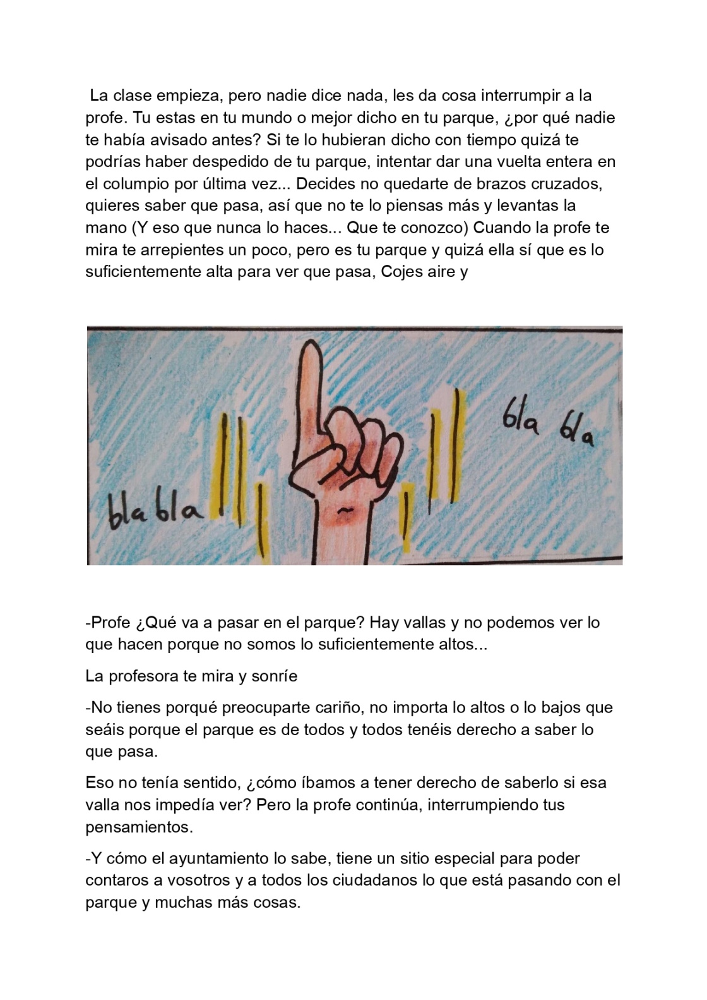 La clase empieza, pero nadie dice nada, les da cosa interrumpir a la
profe. Tu estas en tu mundo o mejor dicho en tu parque, ¿por qué nadie
te había avisado antes? Si te lo hubieran dicho con tiempo quizá te
podrías haber despedido de tu parque, intentar dar una vuelta entera en
el columpio por última vez... Decides no quedarte de brazos cruzados,
quieres saber que pasa, así que no te lo piensas más y levantas la
mano (Y eso que nunca lo haces... Que te conozco) Cuando la profe te
mira te arrepientes un poco, pero es tu parque y quizá ella sí que es lo
suficientemente alta para ver que pasa, Cojes aire y
bla bla
bla bla
-Profe ¿Qué va a pasar en el parque? Hay vallas y no podemos ver lo
que hacen porque no somos lo suficientemente altos...
La profesora te mira y sonríe
-No tienes porqué preocuparte cariño, no importa lo altos o lo bajos que
seáis porque el parque es de todos y todos tenéis derecho a saber lo
que pasa.
Eso no tenía sentido, ¿cómo íbamos a tener derecho de saberlo si esa
valla nos impedía ver? Pero la profe continúa, interrumpiendo tus
pensamientos.
-Y cómo el ayuntamiento lo sabe, tiene un sitio especial para poder
contaros a vosotros y a todos los ciudadanos lo que está pasando con el
parque y muchas más cosas.